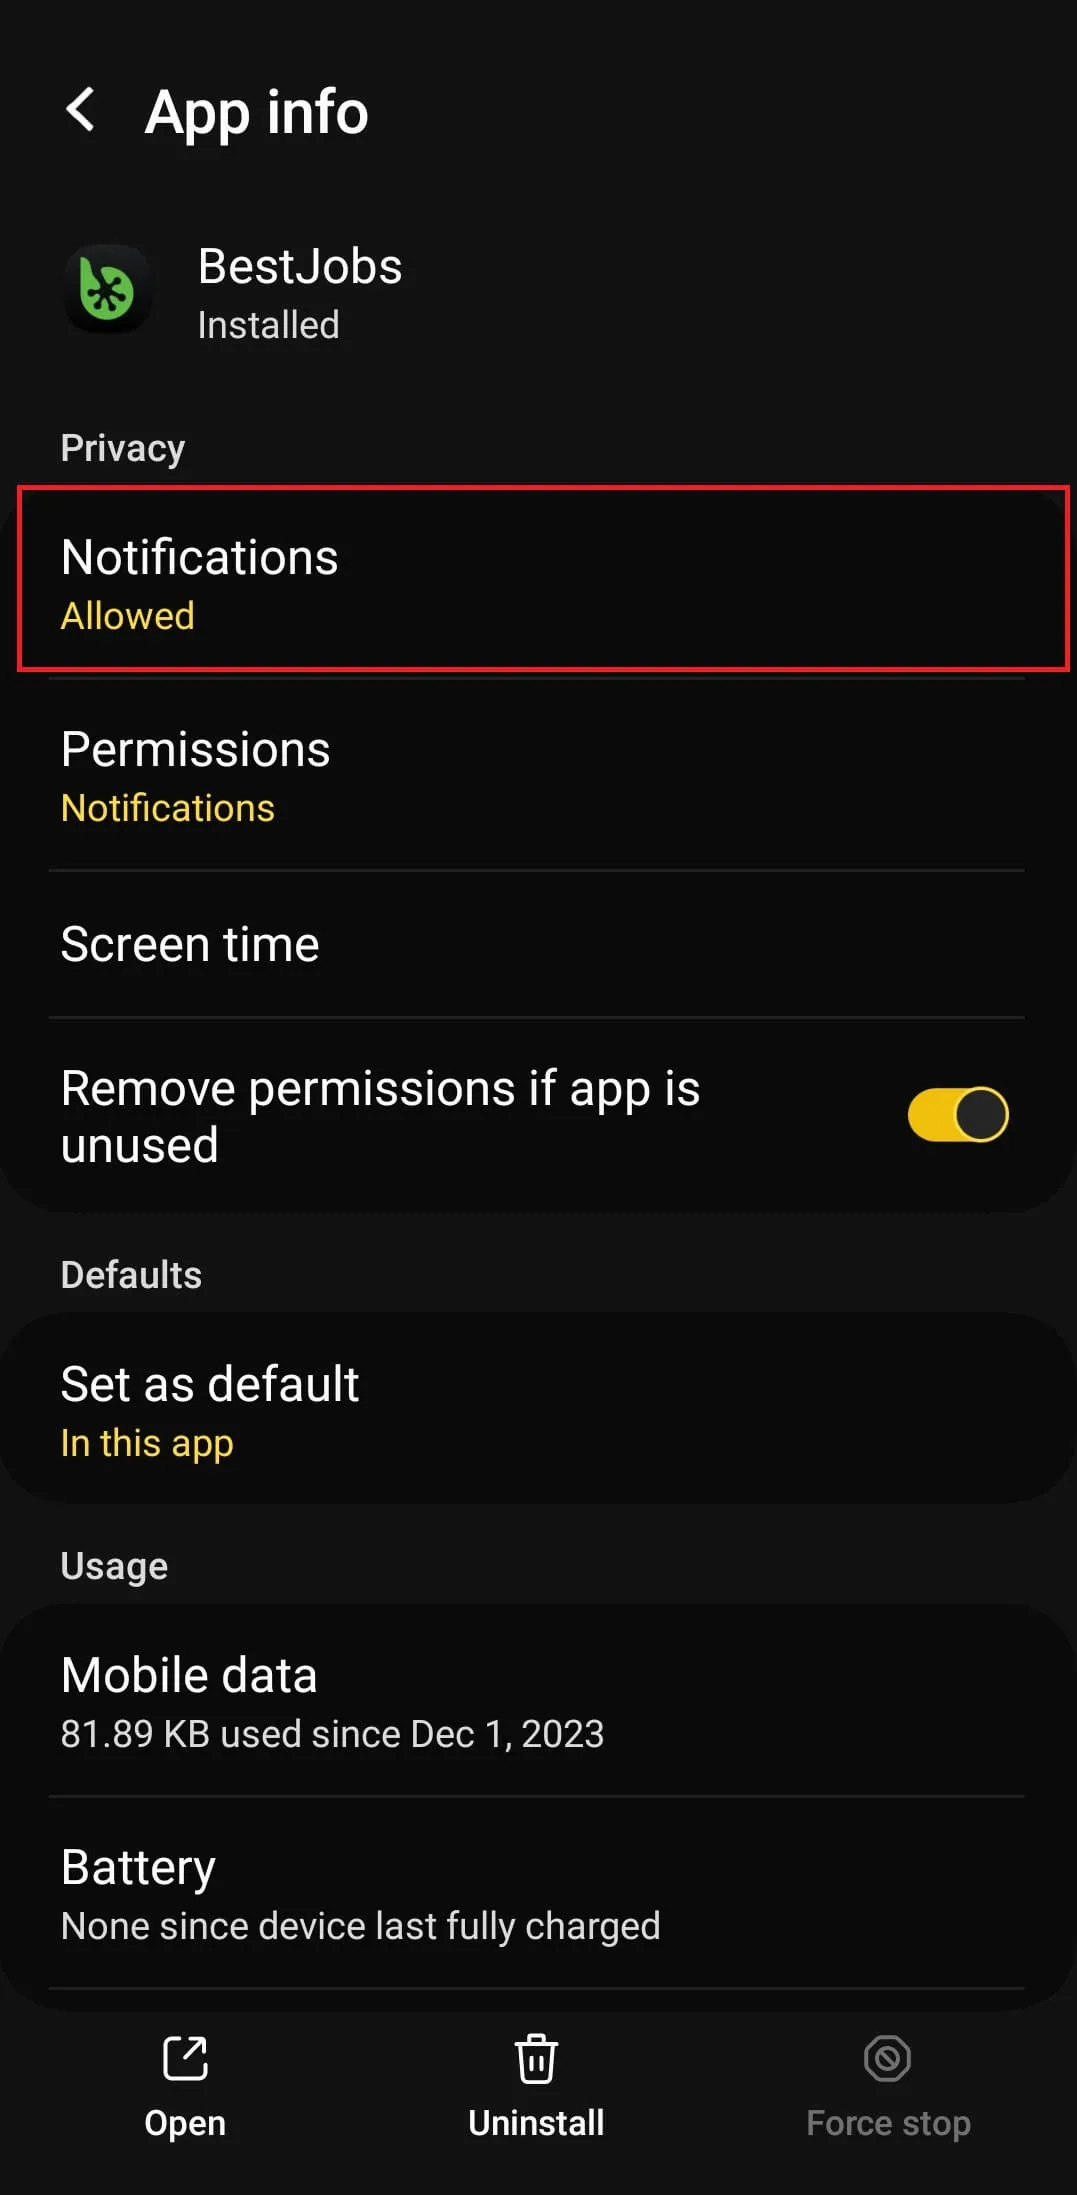 App info
BestJobs
Installed
Privacy
Notifications
Allowed
Permissions
Notifications
Screen time
Remove permissions if app is
unused
Defaults
Set as default
In this app
Usage
Mobile data
81.89 KB used since Dec 1, 2023
Battery
None since device last fully charged
Open
Uninstall
Force stop